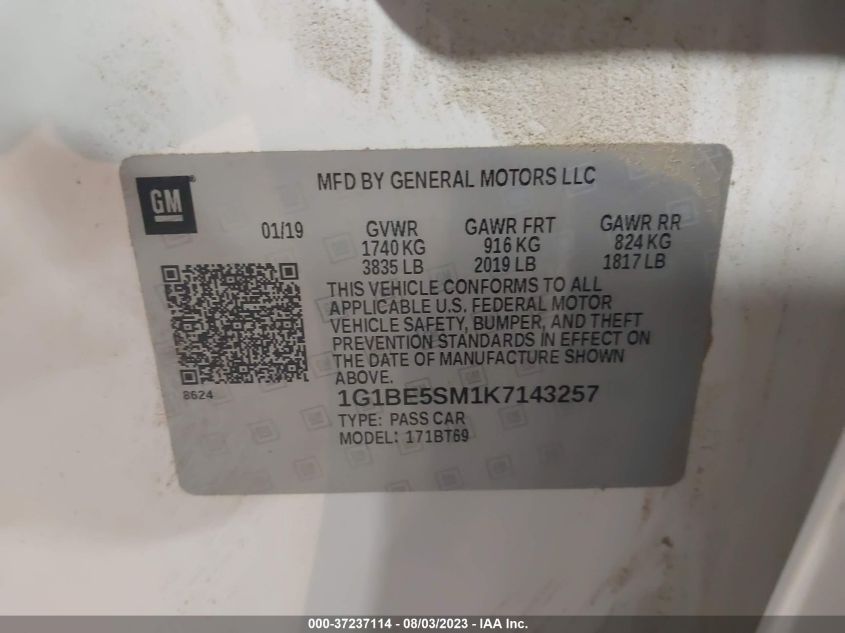 GM ®
MFD BY GENERAL MOTORS LLC
01/19 GVWR GAWR FRT GAWR RR
1740 KG 916 KG 824 KG
3835 LB 2019 LB 1817 LB
THIS VEHICLE CONFORMS TO ALL
APPLICABLE U.S. FEDERAL MOTOR
VEHICLE SAFETY, BUMPER, AND THEFT
PREVENTION STANDARDS IN EFFECT ON
THE DATE OF MANUFACTURE SHOWN
ABOVE.
8624
1G1BE5SM1K7143257
TYPE: PASS CAR
MODEL: 171BT69
000-37237114 - 08/03/2023 - © IAA Inc.